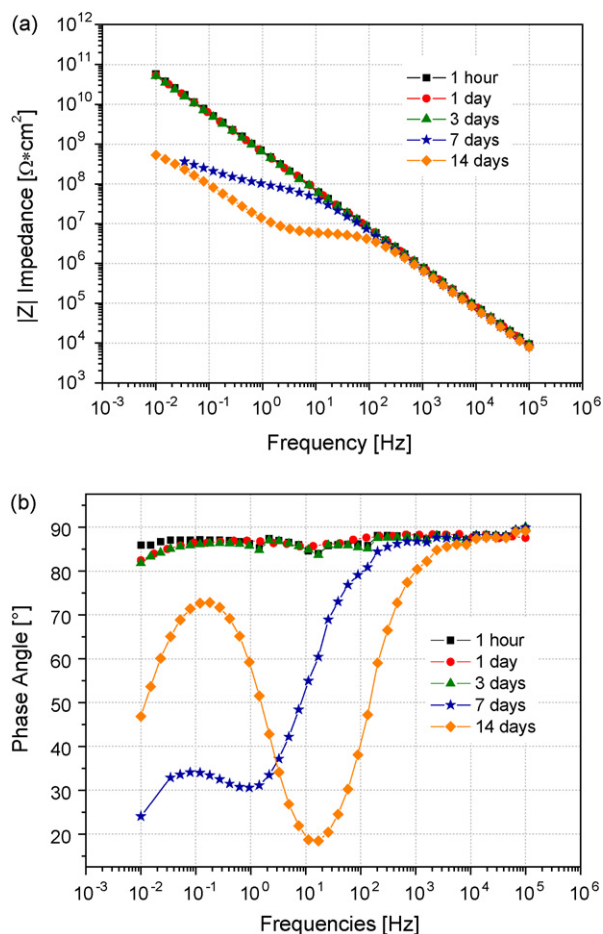 (a)
10^12
10^11
10^10
10^9
10^8
10^7
10^6
10^5
10^4
10^3
|Z| Impedance [Ω*cm²]
1 hour
1 day
3 days
7 days
14 days
10^-3 10^-2 10^-1 10^0 10^1 10^2 10^3 10^4 10^5 10^6
Frequency [Hz]
(b)
90
80
70
60
50
40
30
20
Phase Angle [°]
1 hour
1 day
3 days
7 days
14 days
10^-3 10^-2 10^-1 10^0 10^1 10^2 10^3 10^4 10^5 10^6
Frequencies [Hz]